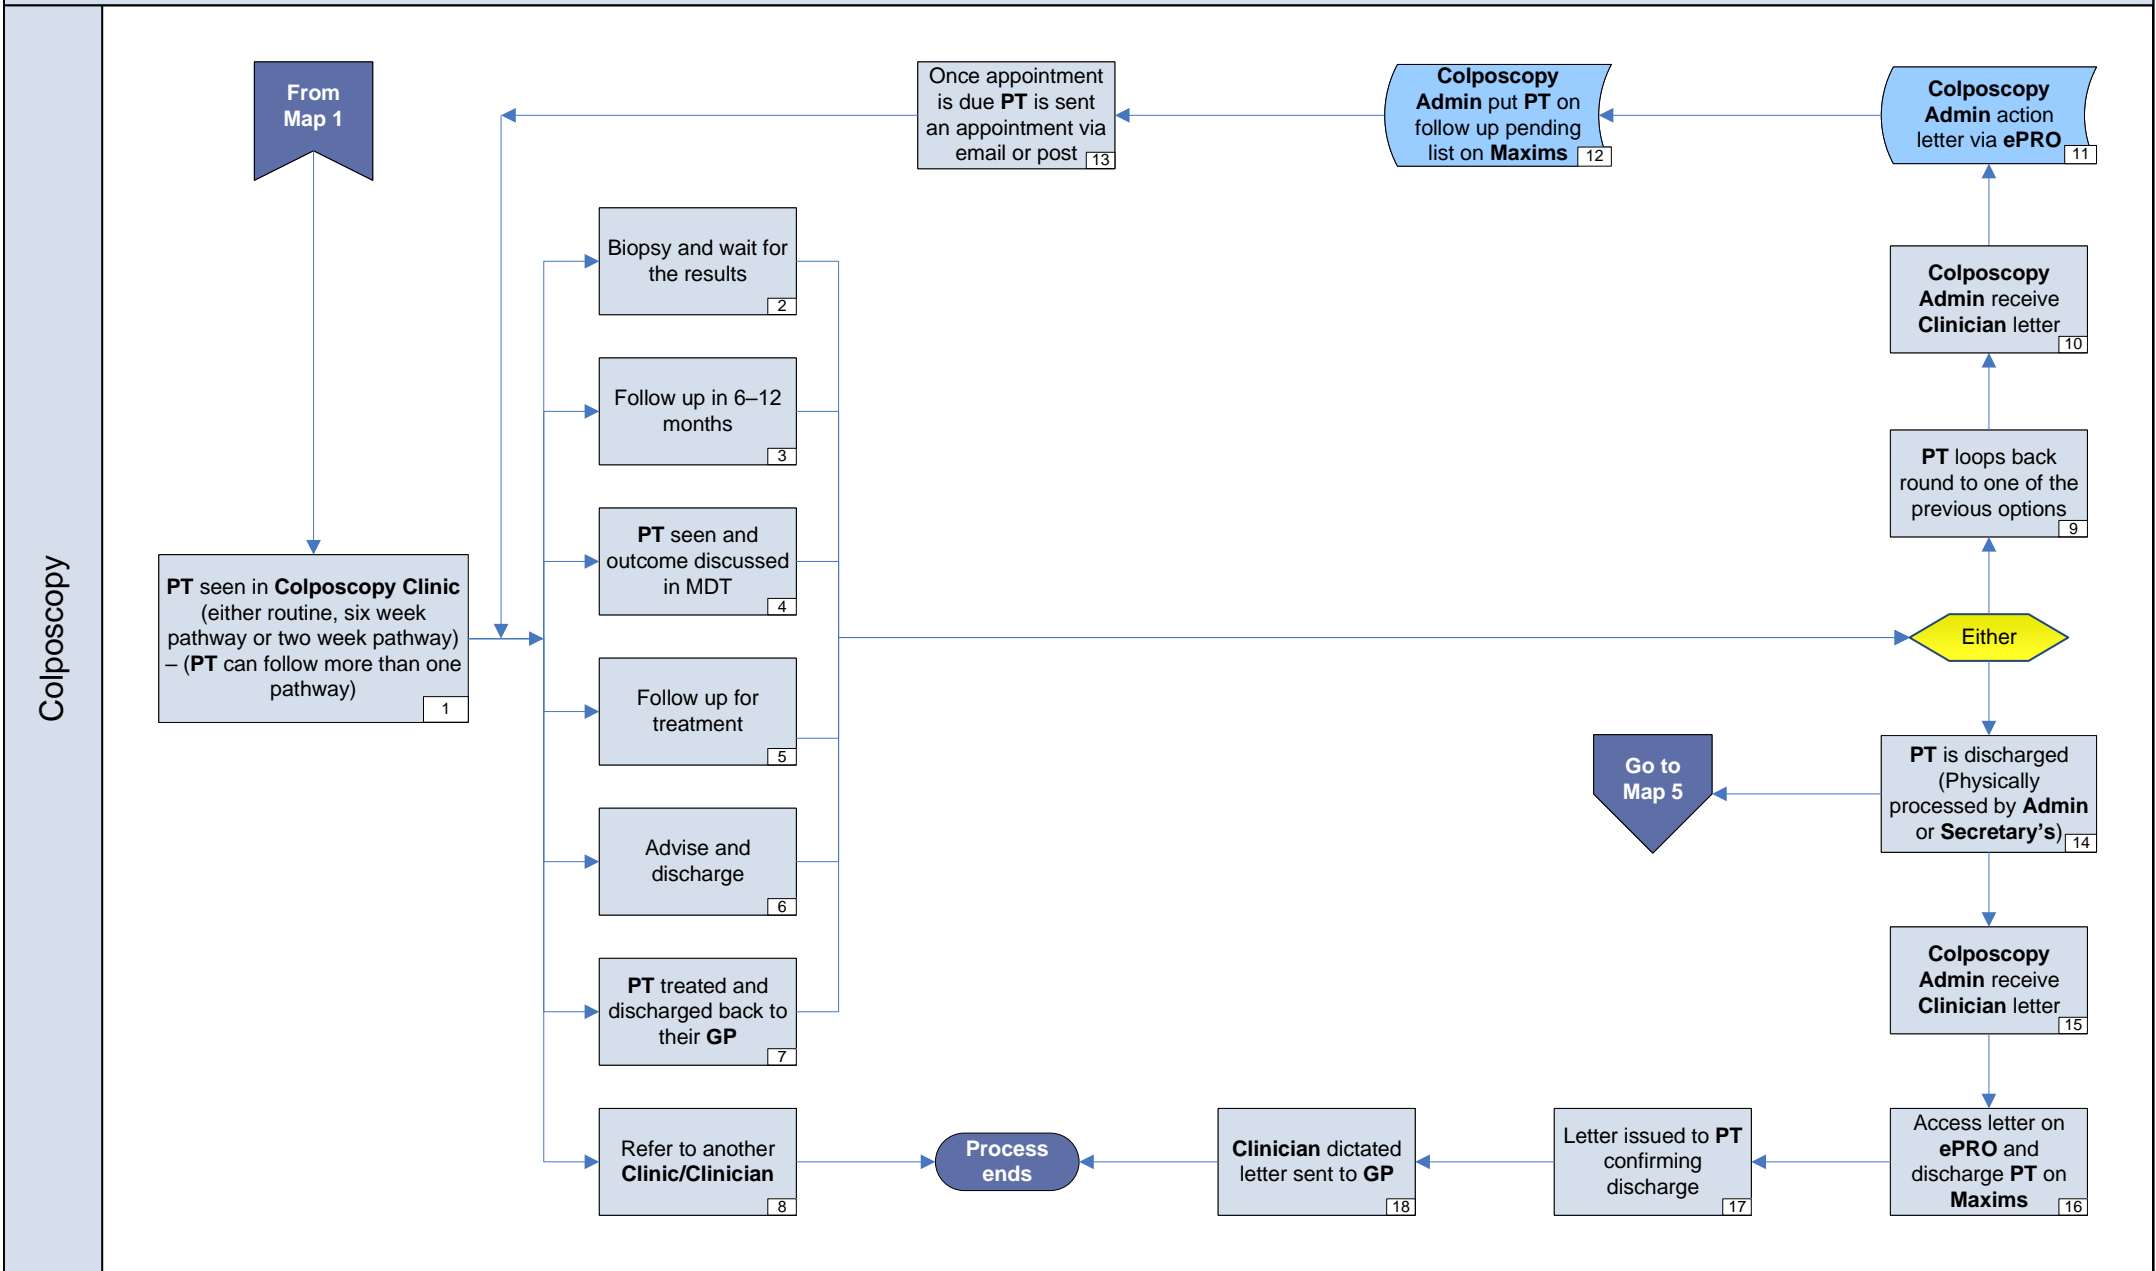 Colposcopy
From
Map 1
PT seen in Colposcopy Clinic
(either routine, six week
pathway or two week pathway)
– (PT can follow more than one
pathway)
1
Biopsy and wait for
the results
2
Follow up in 6–12
months
3
PT seen and
outcome discussed
in MDT
4
Follow up for
treatment
5
Advise and
discharge
6
PT treated and
discharged back to
their GP
7
Refer to another
Clinic/Clinician
8
Either
PT loops back
round to one of the
previous options
9
Colposcopy
Admin receive
Clinician letter
10
Colposcopy
Admin action
letter via ePRO
11
Colposcopy
Admin put PT on
follow up pending
list on Maxims
12
Once appointment
is due PT is sent
an appointment via
email or post
13
PT is discharged
(Physically
processed by Admin
or Secretary's)
14
Go to
Map 5
Colposcopy
Admin receive
Clinician letter
15
Access letter on
ePRO and
discharge PT on
Maxims
16
Letter issued to PT
confirming
discharge
17
Clinician dictated
letter sent to GP
18
Process
ends